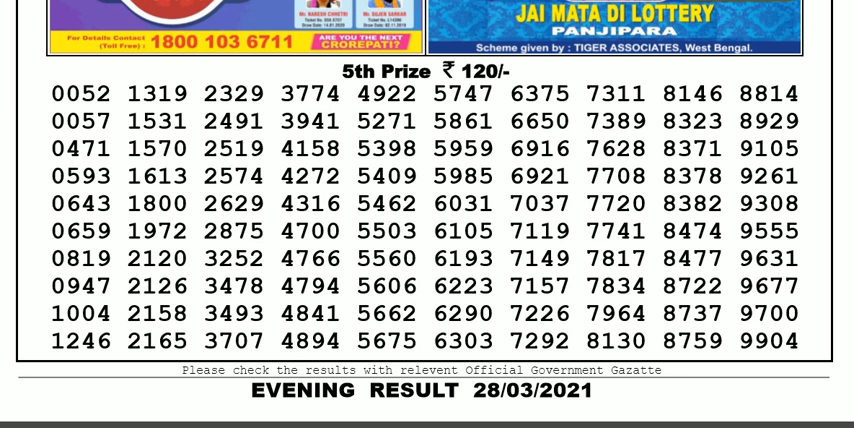 Mr. NARESH CHHETRI
Mr. SUJEN SARKAR
JAI MATA DI LOTTERY
PANJIPARA
For Details Contact
(Toll Free) : 1800 103 6711
ARE YOU THE NEXT
CROREPATI?
Scheme given by : TIGER ASSOCIATES, West Bengal.
5th Prize ₹ 120/-
0052 1319 2329 3774 4922 5747 6375 7311 8146 8814
0057 1531 2491 3941 5271 5861 6650 7389 8323 8929
0471 1570 2519 4158 5398 5959 6916 7628 8371 9105
0593 1613 2574 4272 5409 5985 6921 7708 8378 9261
0643 1800 2629 4316 5462 6031 7037 7720 8382 9308
0659 1972 2875 4700 5503 6105 7119 7741 8474 9555
0819 2120 3252 4766 5560 6193 7149 7817 8477 9631
0947 2126 3478 4794 5606 6223 7157 7834 8722 9677
1004 2158 3493 4841 5662 6290 7226 7964 8737 9700
1246 2165 3707 4894 5675 6303 7292 8130 8759 9904
Please check the results with relevent Official Government Gazatte
EVENING RESULT 28/03/2021